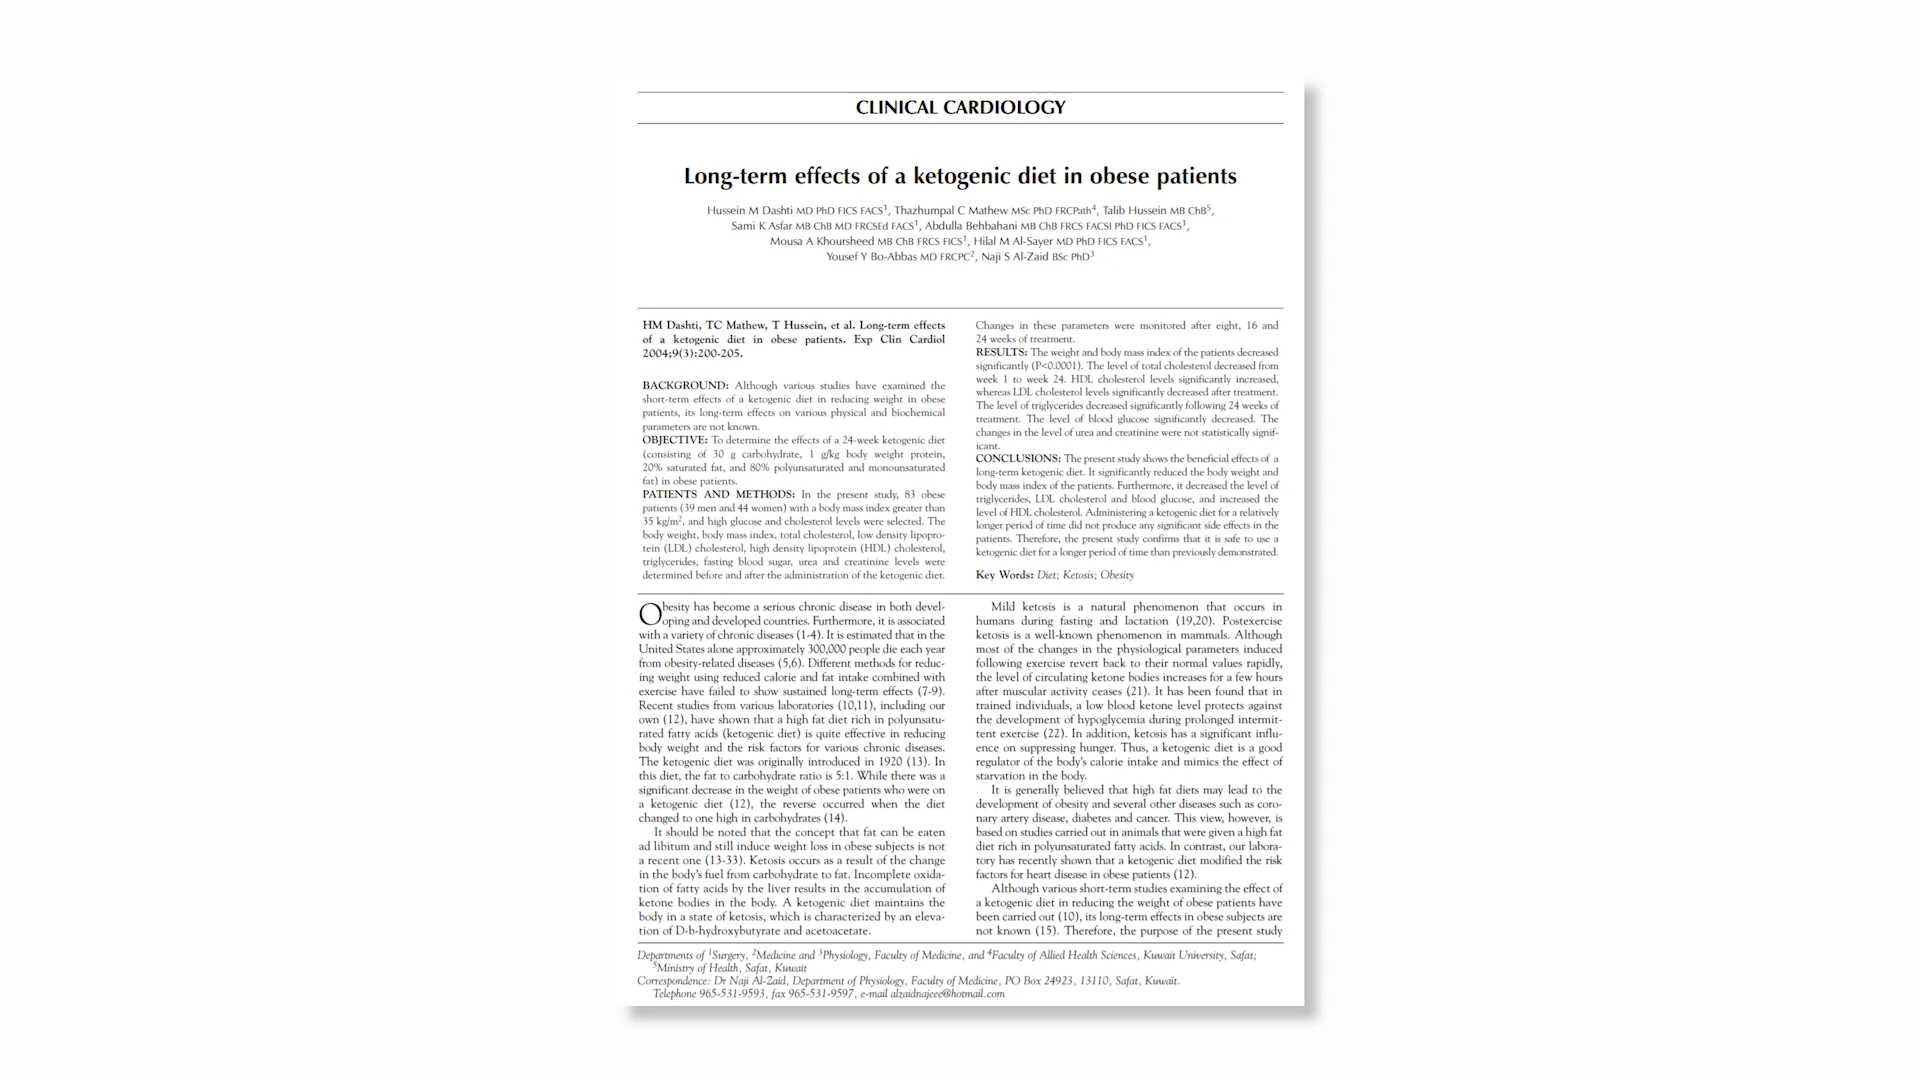 CLINICAL CARDIOLOGY
Long-term effects of a ketogenic diet in obese patients
Hussein M Dashti MD PhD FICS FACS1, Thazhumpal C Mathew MSc PhD FRCPath4, Talib Hussein MB ChB5,
Sami K Asfar MB ChB MD FRCSEd FACS1, Abdulla Behbahani MB ChB FRCS FACSI PhD FICS FACS1,
Mousa A Khoursheed MB ChB FRCS FICS1, Hilal M Al-Sayer MD PhD FICS FACS1,
Yousef Y Bo-Abbas MD FRCPC2, Naji S Al-Zaid BSc PhD3
HM Dashti, TC Mathew, T Hussein, et al. Long-term effects
of a ketogenic diet in obese patients. Exp Clin Cardiol
2004;9(3):200-205.
BACKGROUND: Although various studies have examined the
short-term effects of a ketogenic diet in reducing weight in obese
patients, its long-term effects on various physical and biochemical
parameters are not known.
OBJECTIVE: To determine the effects of a 24-week ketogenic diet
(consisting of 30 g carbohydrate, 1 g/kg body weight protein,
20% saturated fat, and 80% polyunsaturated and monounsaturated
fat) in obese patients.
PATIENTS AND METHODS: In the present study, 83 obese
patients (39 men and 44 women) with a body mass index greater than
35 kg/m2, and high glucose and cholesterol levels were selected. The
body weight, body mass index, total cholesterol, low density lipopro-
tein (LDL) cholesterol, high density lipoprotein (HDL) cholesterol,
triglycerides, fasting blood sugar, urea and creatinine levels were
determined before and after the administration of the ketogenic diet.
Changes in these parameters were monitored after eight, 16 and
24 weeks of treatment.
RESULTS: The weight and body mass index of the patients decreased
significantly (P<0.0001). The level of total cholesterol decreased from
week 1 to week 24. HDL cholesterol levels significantly increased,
whereas LDL cholesterol levels significantly decreased after treatment.
The level of triglycerides decreased significantly following 24 weeks of
treatment. The level of blood glucose significantly decreased. The
changes in the level of urea and creatinine were not statistically signif-
icant.
CONCLUSIONS: The present study shows the beneficial effects of a
long-term ketogenic diet. It significantly reduced the body weight and
body mass index of the patients. Furthermore, it decreased the level of
triglycerides, LDL cholesterol and blood glucose, and increased the
level of HDL cholesterol. Administering a ketogenic diet for a relatively
longer period of time did not produce any significant side effects in the
patients. Therefore, the present study confirms that it is safe to use a
ketogenic diet for a longer period of time than previously demonstrated.
Key Words: Diet; Ketosis; Obesity
Obesity has become a serious chronic disease in both devel-
oping and developed countries. Furthermore, it is associated
with a variety of chronic diseases (1-4). It is estimated that in the
United States alone approximately 300,000 people die each year
from obesity-related diseases (5,6). Different methods for reduc-
ing weight using reduced calorie and fat intake combined with
exercise have failed to show sustained long-term effects (7-9).
Recent studies from various laboratories (10,11), including our
own (12), have shown that a high fat diet rich in polyunsatu-
rated fatty acids (ketogenic diet) is quite effective in reducing
body weight and the risk factors for various chronic diseases.
The ketogenic diet was originally introduced in 1920 (13). In
this diet, the fat to carbohydrate ratio is 5:1. While there was a
significant decrease in the weight of obese patients who were on
a ketogenic diet (12), the reverse occurred when the diet
changed to one high in carbohydrates (14).
It should be noted that the concept that fat can be eaten
ad libitum and still induce weight loss in obese subjects is not
a recent one (13-33). Ketosis occurs as a result of the change
in the body's fuel from carbohydrate to fat. Incomplete oxida-
tion of fatty acids by the liver results in the accumulation of
ketone bodies in the body. A ketogenic diet maintains the
body in a state of ketosis, which is characterized by an eleva-
tion of D-b-hydroxybutyrate and acetoacetate.
Mild ketosis is a natural phenomenon that occurs in
humans during fasting and lactation (19,20). Postexercise
ketosis is a well-known phenomenon in mammals. Although
most of the changes in the physiological parameters induced
following exercise revert back to their normal values rapidly,
the level of circulating ketone bodies increases for a few hours
after muscular activity ceases (21). It has been found that in
trained individuals, a low blood ketone level protects against
the development of hypoglycemia during prolonged intermit-
tent exercise (22). In addition, ketosis has a significant influ-
ence on suppressing hunger. Thus, a ketogenic diet is a good
regulator of the body's calorie intake and mimics the effect of
starvation in the body.
It is generally believed that high fat diets may lead to the
development of obesity and several other diseases such as coro-
nary artery disease, diabetes and cancer. This view, however, is
based on studies carried out in animals that were given a high fat
diet rich in polyunsaturated fatty acids. In contrast, our labora-
tory has recently shown that a ketogenic diet modified the risk
factors for heart disease in obese patients (12).
Although various short-term studies examining the effect of
a ketogenic diet in reducing the weight of obese patients have
been carried out (10), its long-term effects in obese subjects are
not known (15). Therefore, the purpose of the present study
Departments of 1Surgery, 2Medicine and 3Physiology, Faculty of Medicine, and 4Faculty of Allied Health Sciences, Kuwait University, Safat;
5Ministry of Health, Safat, Kuwait
Correspondence: Dr Naji Al-Zaid, Department of Physiology, Faculty of Medicine, PO Box 24923, 13110, Safat, Kuwait.
Telephone 965-531-9593, fax 965-531-9597, e-mail alzaidnajeee@hotmail.com